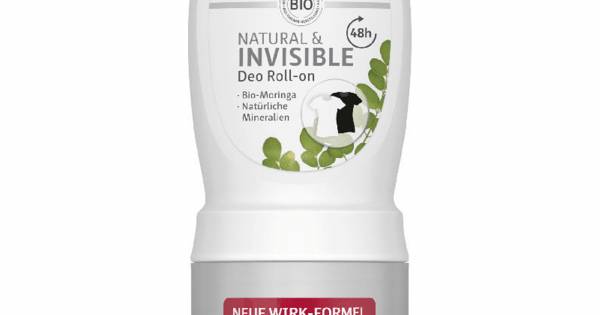 BIO
NATURAL &
48h
INVISIBLE
Deo Roll-on
· Bio-Moringa
· Natürliche
Mineralien
NEUE WIRK-FORMEL